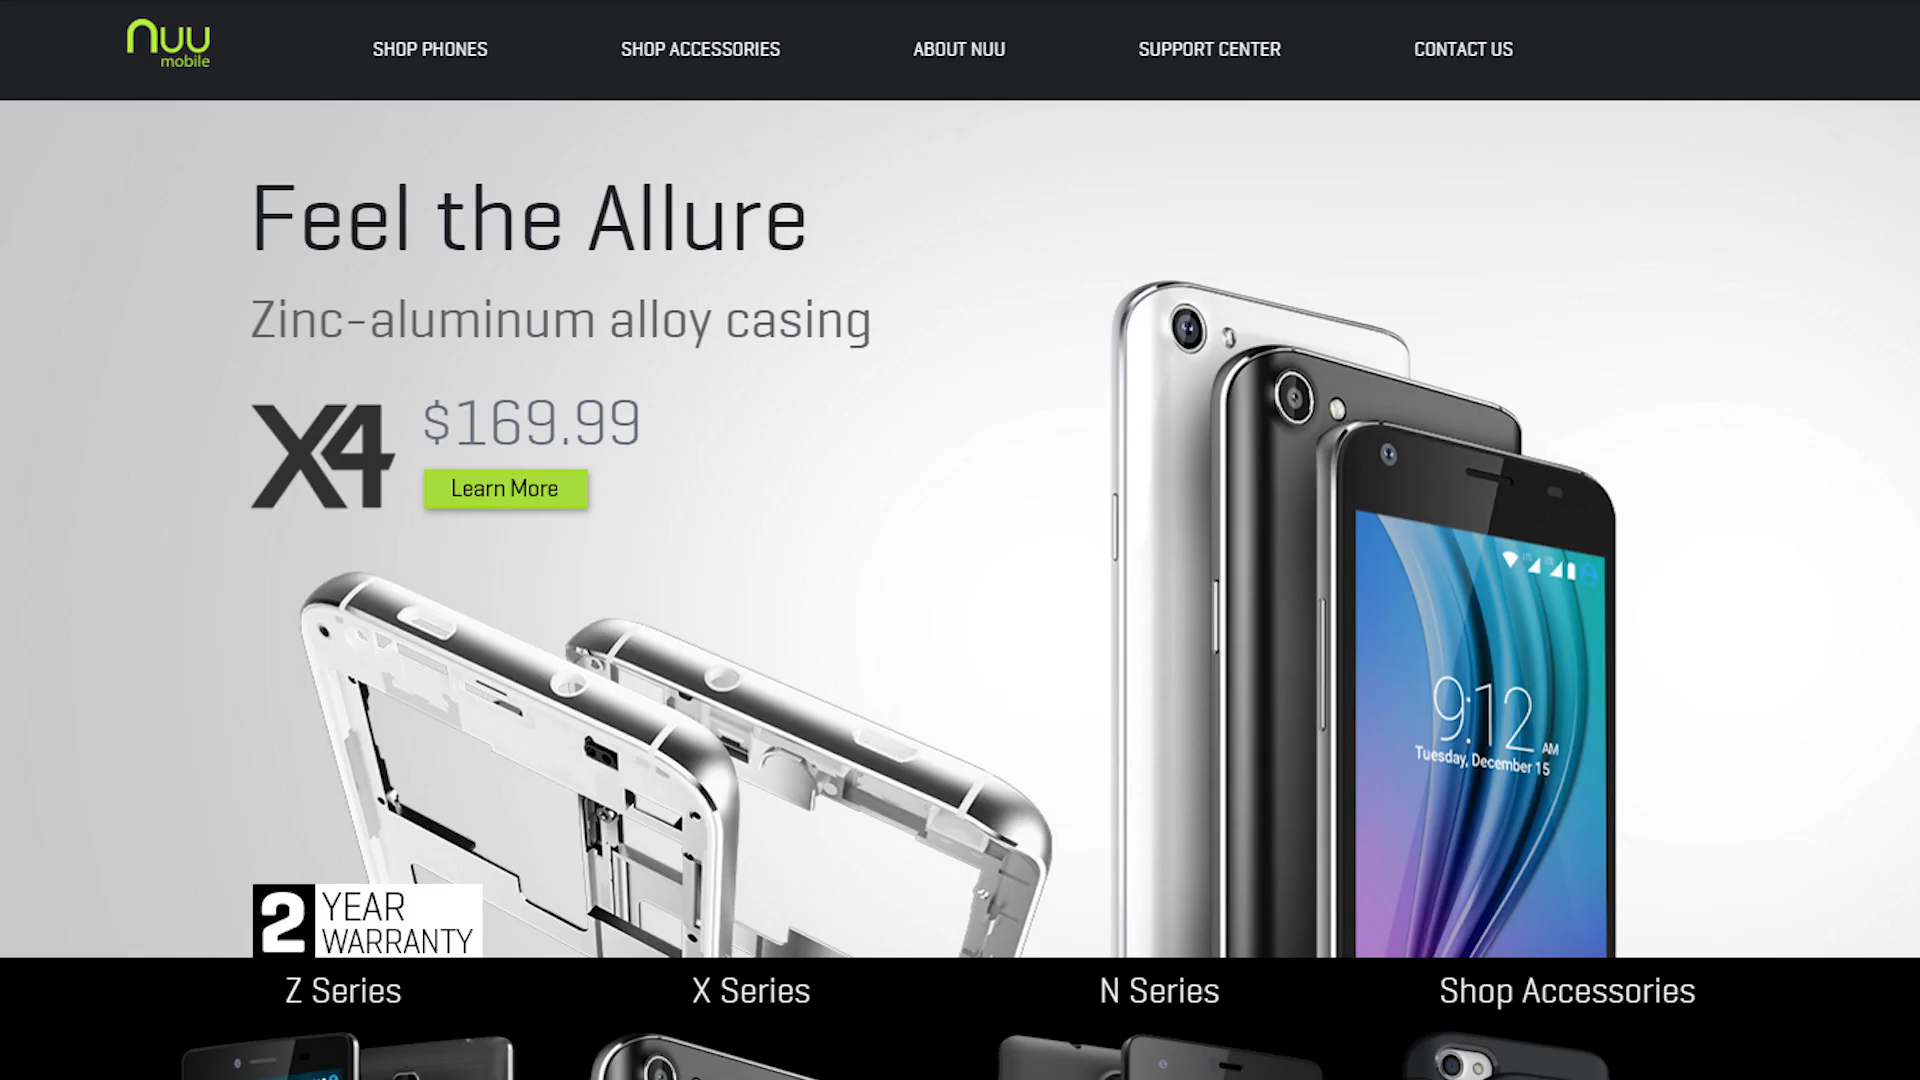 nuu
mobile
SHOP PHONES
SHOP ACCESSORIES
ABOUT NUU
SUPPORT CENTER
CONTACT US
Feel the Allure
Zinc-aluminum alloy casing
X4
$169.99
Learn More
9:12 AM
Tuesday, December 15
2 YEAR
WARRANTY
Z Series
X Series
N Series
Shop Accessories